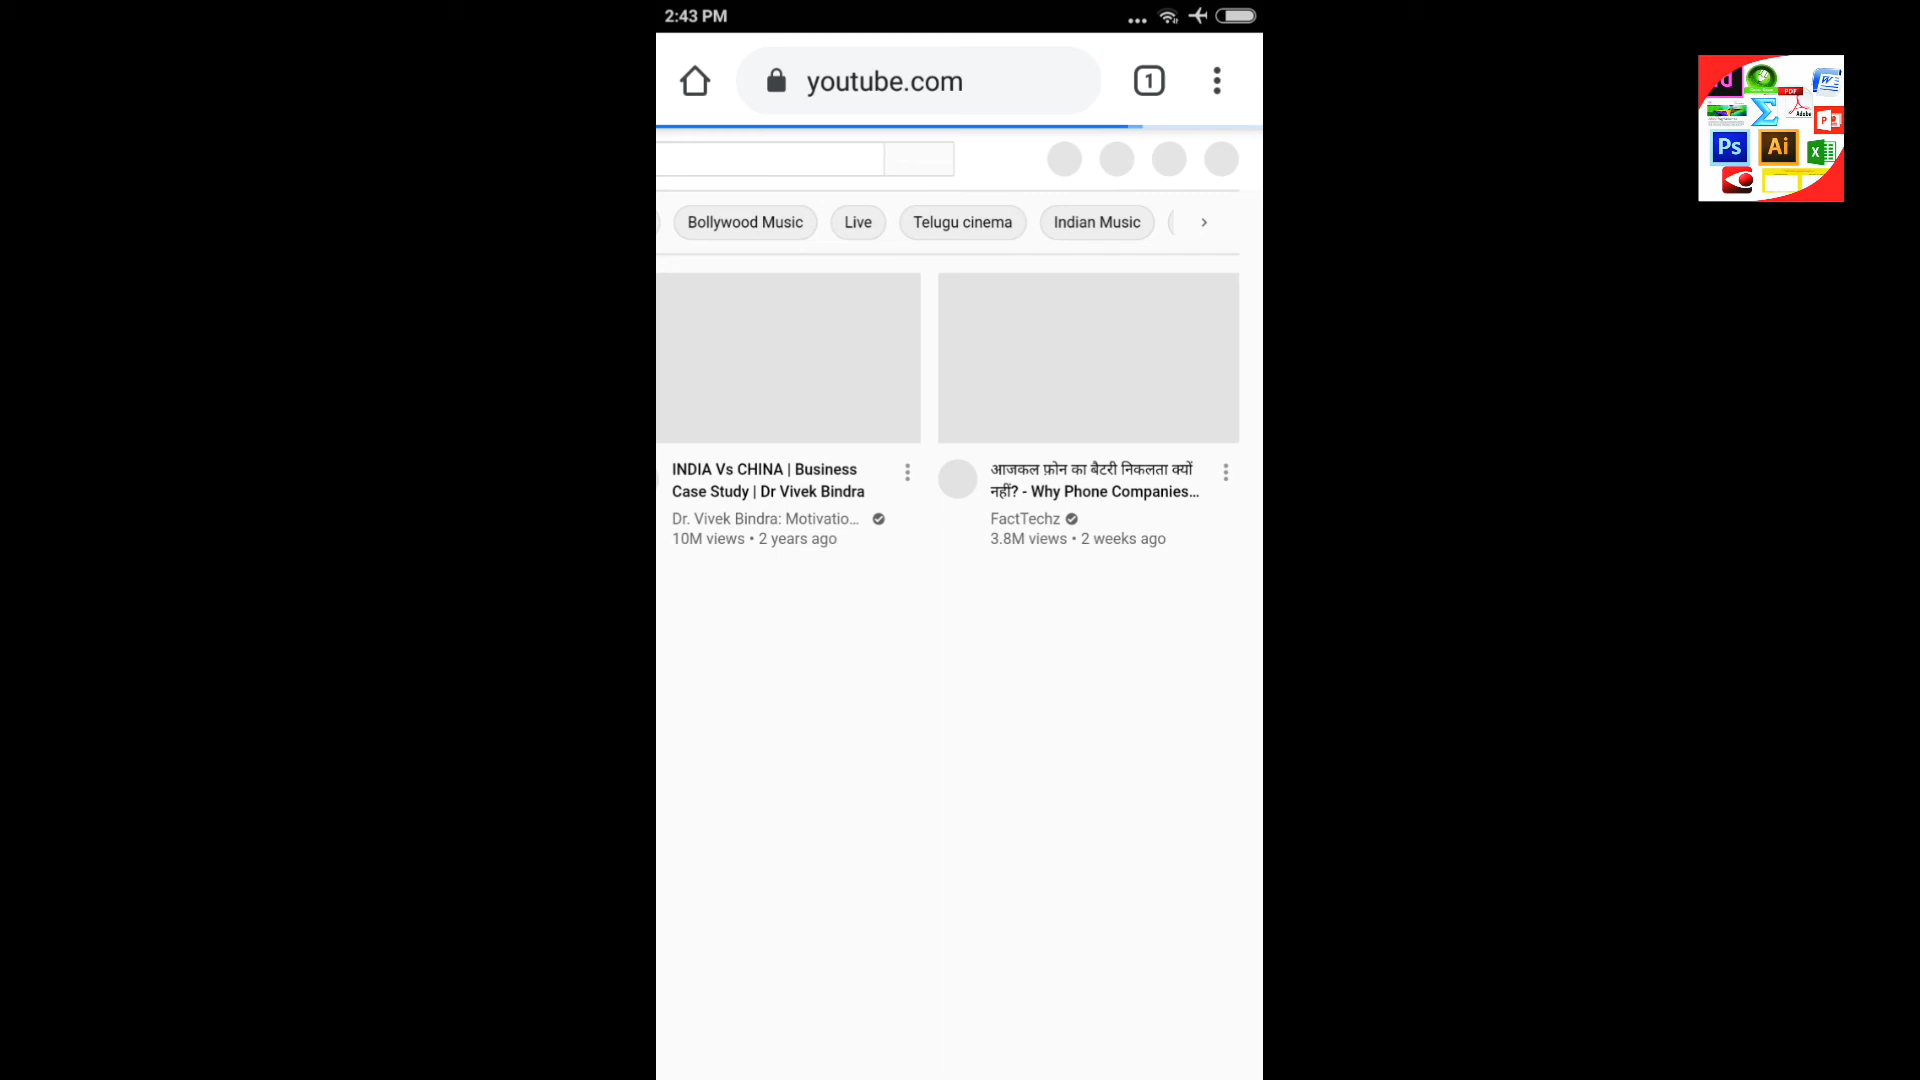 2:43 PM
youtube.com
1
Bollywood Music
Live
Telugu cinema
Indian Music
INDIA Vs CHINA | Business
Case Study | Dr Vivek Bindra
Dr. Vivek Bindra: Motivatio...
10M views • 2 years ago
आजकल फ़ोन का बैटरी निकलता क्यों
नहीं? - Why Phone Companies...
FactTechz
3.8M views • 2 weeks ago
W
PDF
Adobe
P
Ps
Ai
X